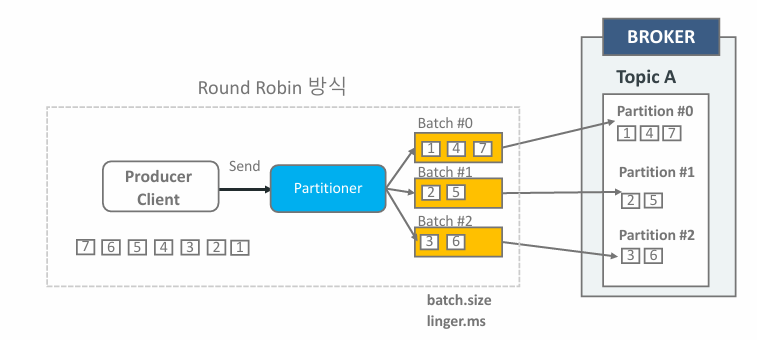 BROKER
Round Robin 방식
Topic A
Batch #0
Partition #0
1 4 7
1 4 7
Send
Producer
Client
Partitioner
Batch #1
2 5
Partition #1
2 5
Batch #2
3 6
Partition #2
3 6
7 6 5 4 3 2 1
batch.size
linger.ms